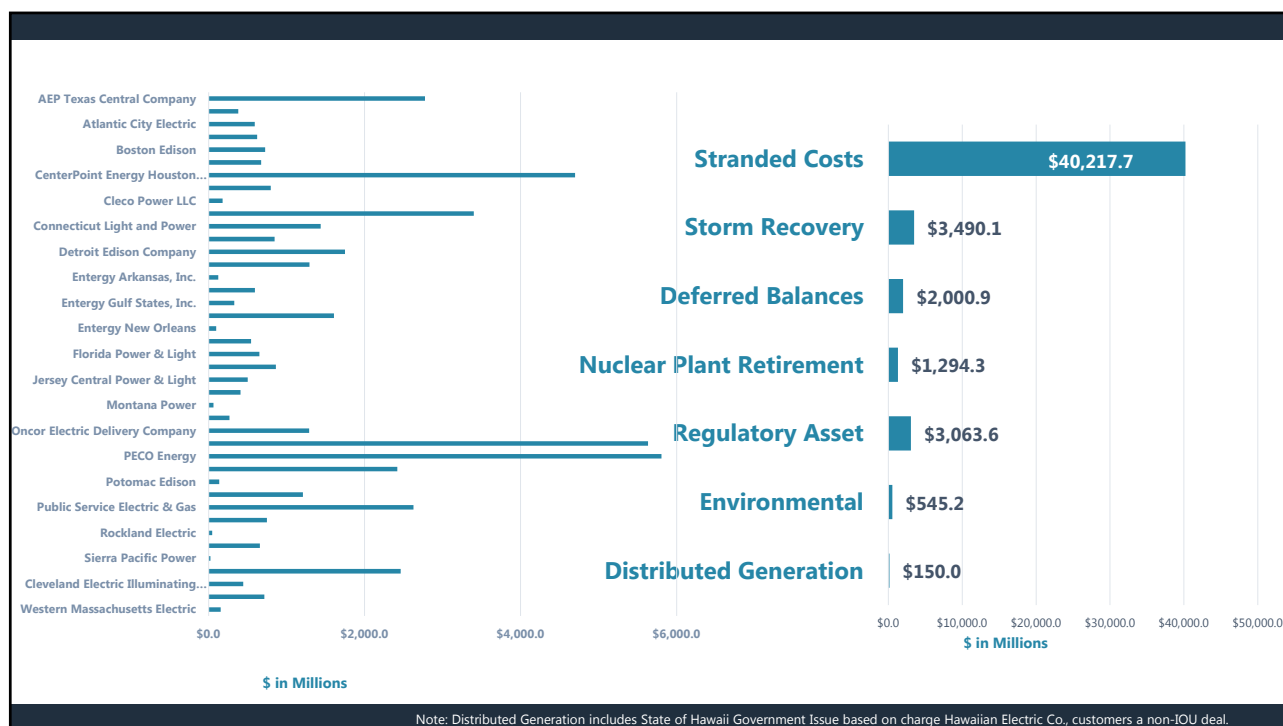 AEP Texas Central Company
Atlantic City Electric
Boston Edison
CenterPoint Energy Houston...
Cleco Power LLC
Connecticut Light and Power
Detroit Edison Company
Entergy Arkansas, Inc.
Entergy Gulf States, Inc.
Entergy New Orleans
Florida Power & Light
Jersey Central Power & Light
Montana Power
Oncor Electric Delivery Company
PECO Energy
Potomac Edison
Public Service Electric & Gas
Rockland Electric
Sierra Pacific Power
Cleveland Electric Illuminating...
Western Massachusetts Electric
$0.0 $2,000.0 $4,000.0 $6,000.0
$ in Millions
Stranded Costs $40,217.7
Storm Recovery $3,490.1
Deferred Balances $2,000.9
Nuclear Plant Retirement $1,294.3
Regulatory Asset $3,063.6
Environmental $545.2
Distributed Generation $150.0
$0.0 $10,000.0 $20,000.0 $30,000.0 $40,000.0 $50,000.0
$ in Millions
Note: Distributed Generation includes State of Hawaii Government Issue based on charge Hawaiian Electric Co., customers a non-IOU deal.